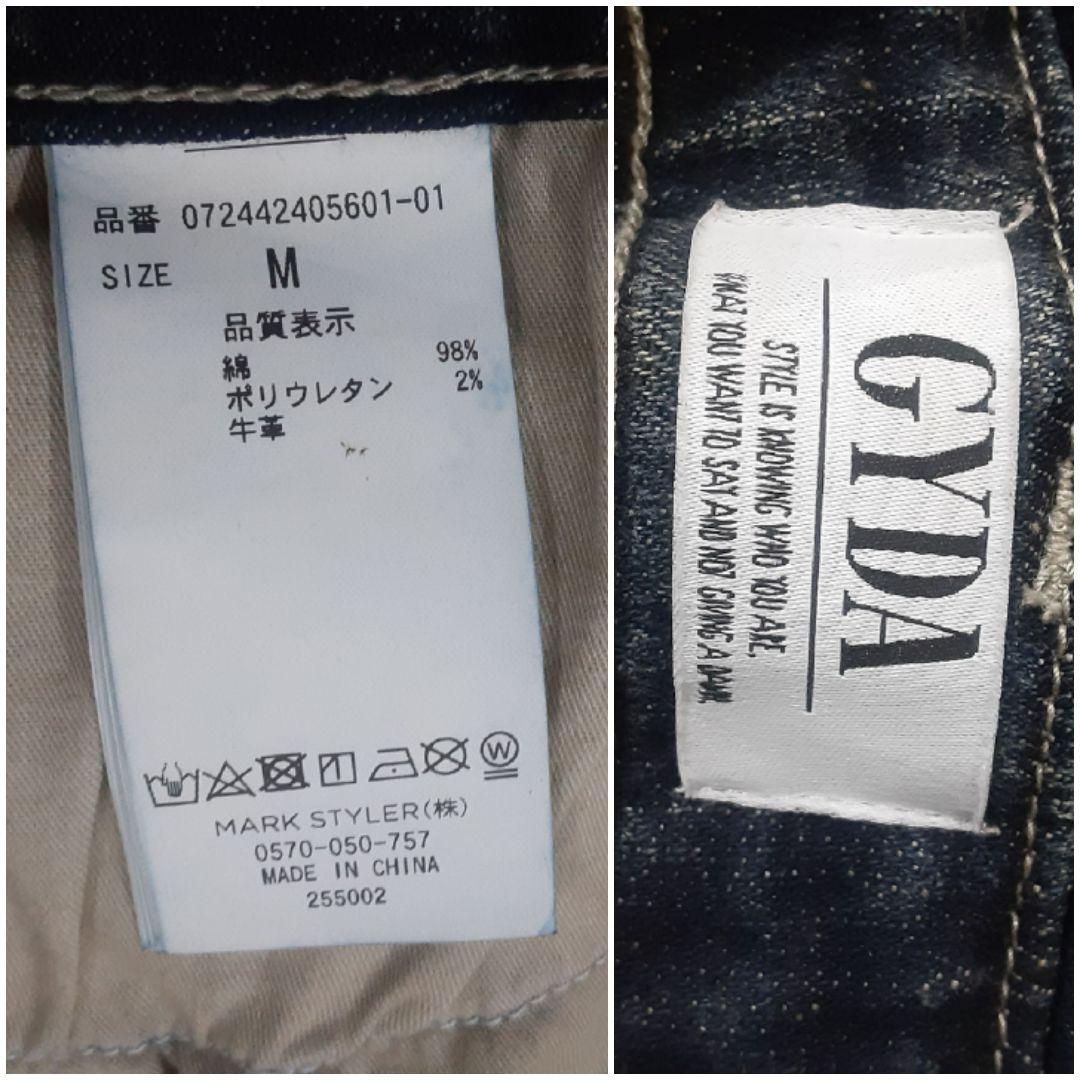 品番 072442405601-01
SIZE M
品質表示
綿 98%
ポリウレタン 2%
牛革
W
MARK STYLER(株)
0570-050-757
MADE IN CHINA
255002
GYDA
STYLE IS KNOWING WHO YOU ARE,
WHAT YOU WANT TO SAY AND NOT GIVING A DAMN